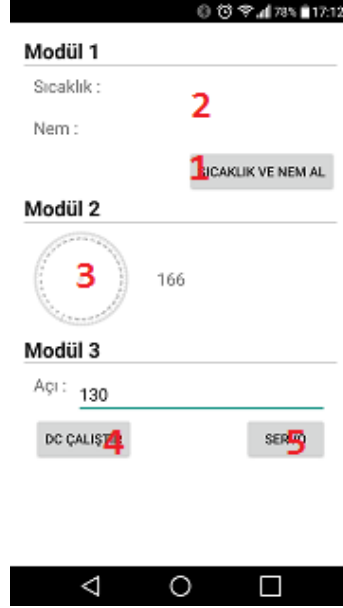 78% 17:12
Modül 1
Sıcaklık :
2
Nem :
1
SICAKLIK VE NEM AL
Modül 2
3
166
Modül 3
Açı : 130
DC ÇALIŞTIR
4
SERVO
5